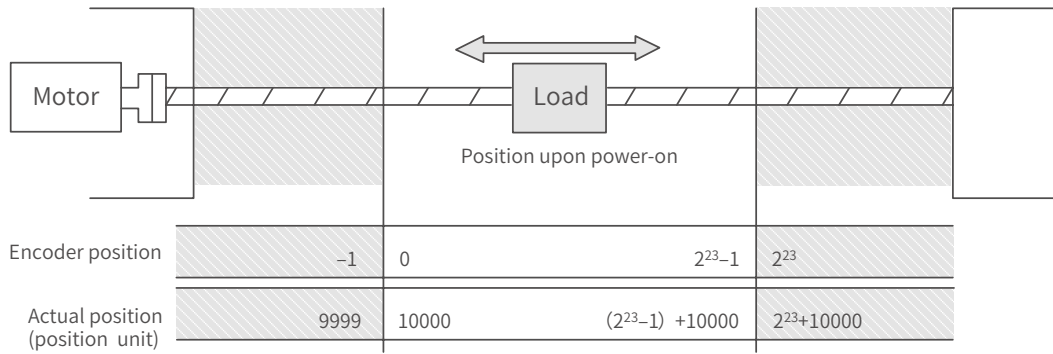 Motor
Load
Position upon power-on
Encoder position –1 0 2²³–1 2²³
Actual position (position unit) 9999 10000 (2²³–1) +10000 2²³+10000